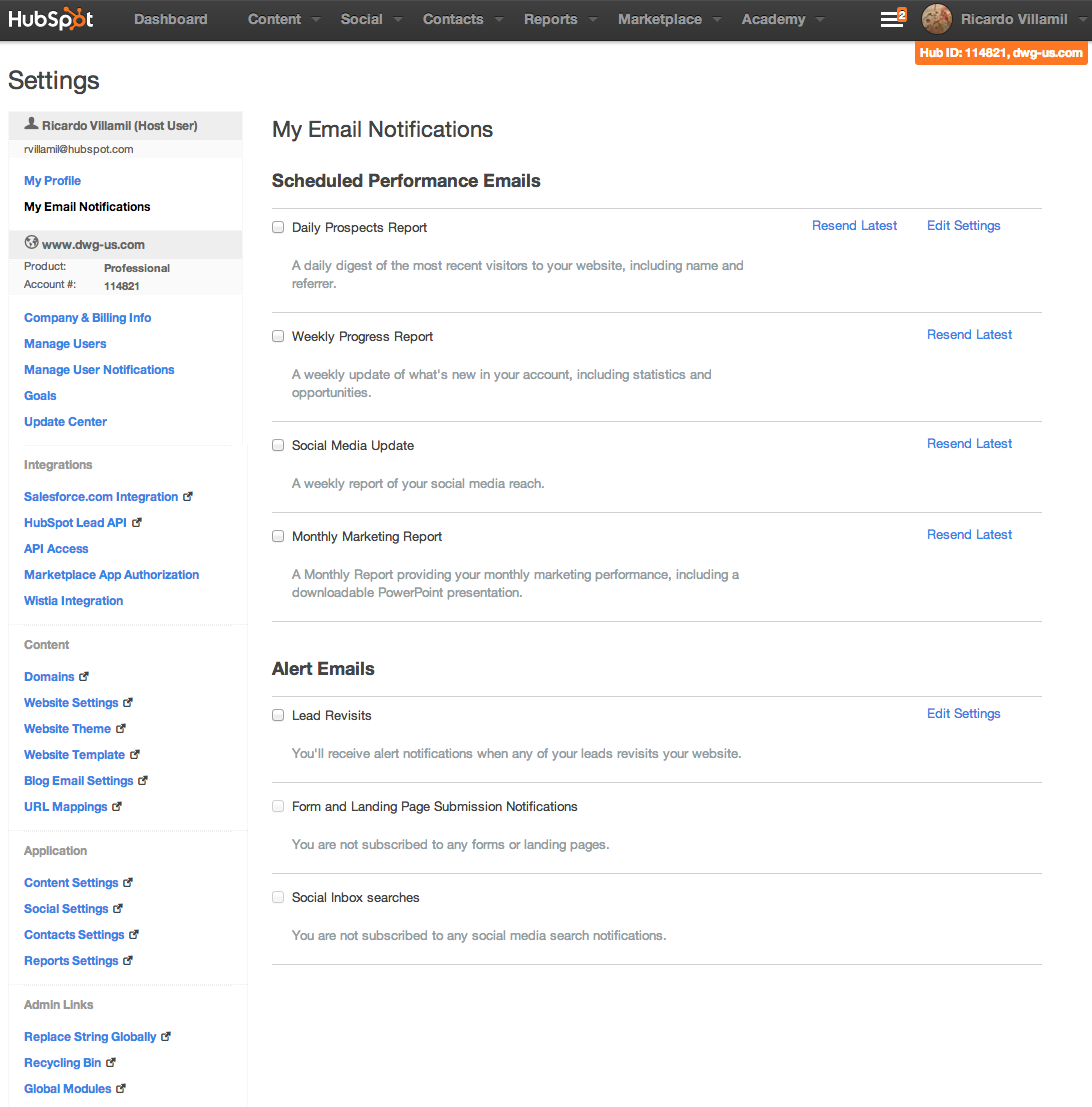 HubSpot Dashboard Content Social Contacts Reports Marketplace Academy 2 Ricardo Villamil
Hub ID: 114821, dwg-us.com
Settings
Ricardo Villamil (Host User)
rvillamil@hubspot.com
My Profile
My Email Notifications
www.dwg-us.com
Product: Professional
Account #: 114821
Company & Billing Info
Manage Users
Manage User Notifications
Goals
Update Center
Integrations
Salesforce.com Integration
HubSpot Lead API
API Access
Marketplace App Authorization
Wistia Integration
Content
Domains
Website Settings
Website Theme
Website Template
Blog Email Settings
URL Mappings
Application
Content Settings
Social Settings
Contacts Settings
Reports Settings
Admin Links
Replace String Globally
Recycling Bin
Global Modules
My Email Notifications
Scheduled Performance Emails
Daily Prospects Report Resend Latest Edit Settings
A daily digest of the most recent visitors to your website, including name and
referrer.
Weekly Progress Report Resend Latest
A weekly update of what's new in your account, including statistics and
opportunities.
Social Media Update Resend Latest
A weekly report of your social media reach.
Monthly Marketing Report Resend Latest
A Monthly Report providing your monthly marketing performance, including a
downloadable PowerPoint presentation.
Alert Emails
Lead Revisits Edit Settings
You'll receive alert notifications when any of your leads revisits your website.
Form and Landing Page Submission Notifications
You are not subscribed to any forms or landing pages.
Social Inbox searches
You are not subscribed to any social media search notifications.